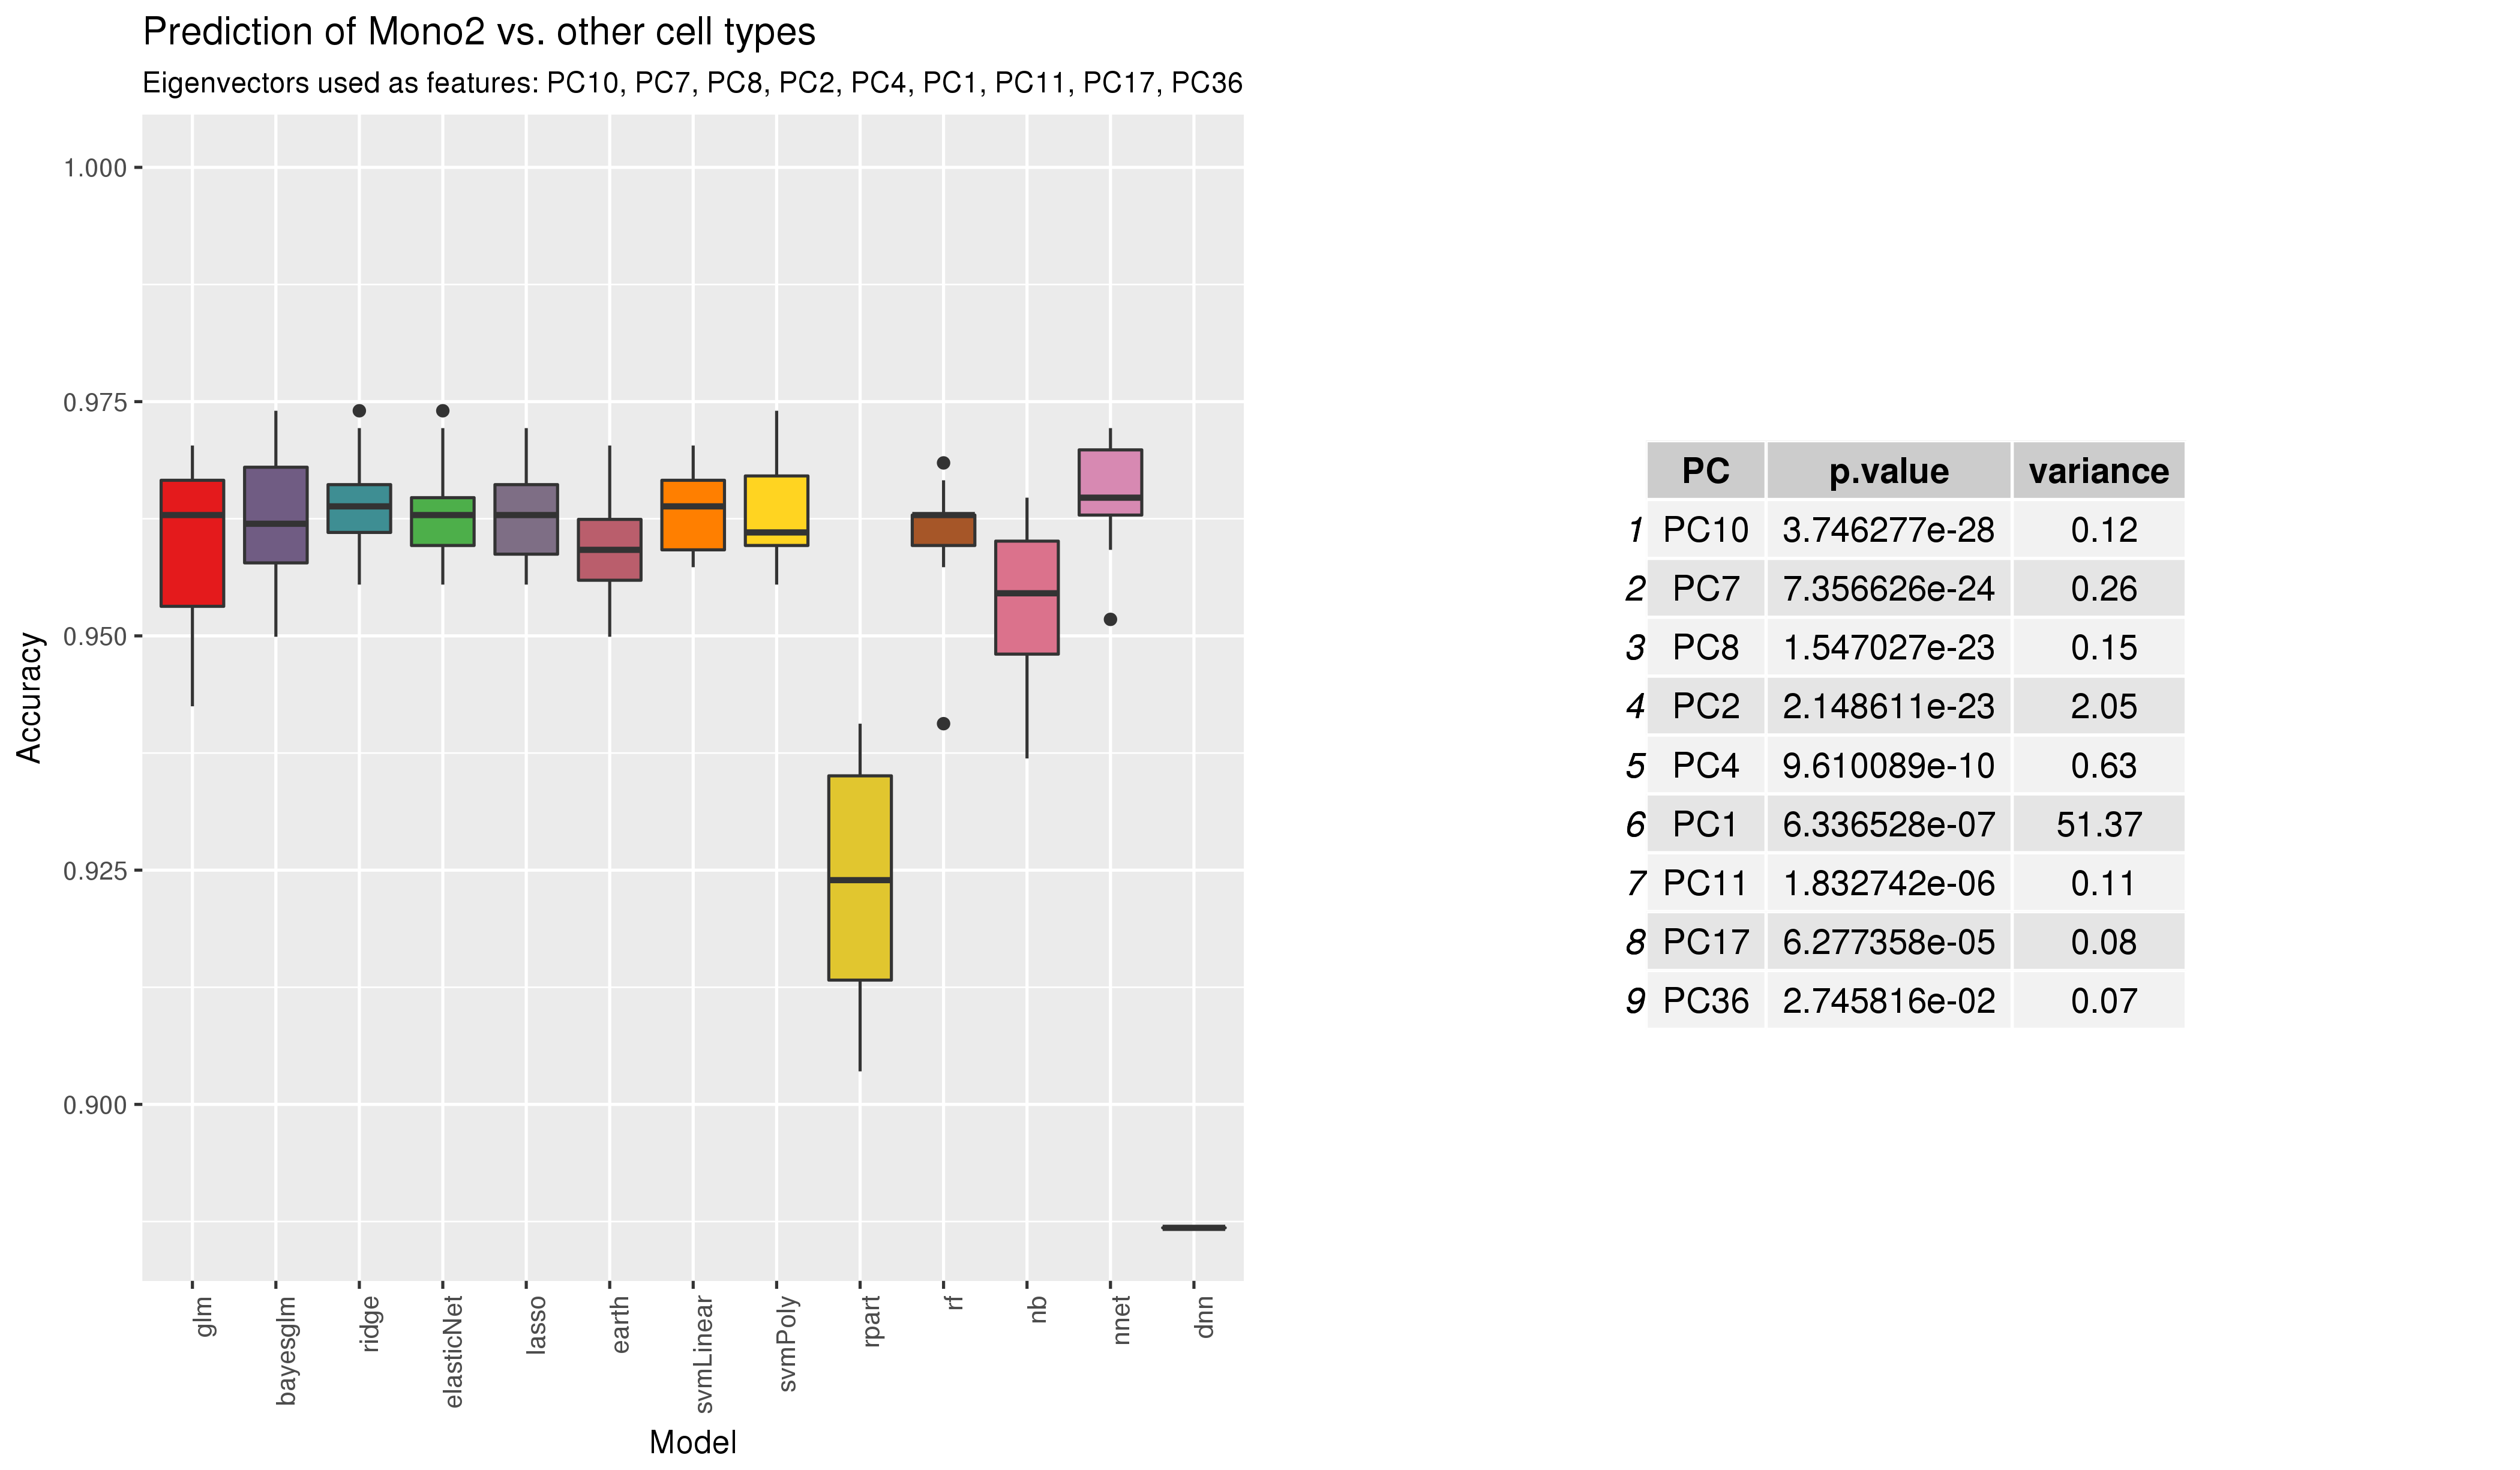 Prediction of Mono2 vs. other cell types
Eigenvectors used as features: PC10, PC7, PC8, PC2, PC4, PC1, PC11, PC17, PC36
Accuracy
1.000
0.975
0.950
0.925
0.900
glm
bayesglm
ridge
elasticNet
lasso
earth
svmLinear
svmPoly
rpart
rf
nb
nnet
dnn
Model
PC p.value variance
1 PC10 3.746277e-28 0.12
2 PC7 7.356626e-24 0.26
3 PC8 1.547027e-23 0.15
4 PC2 2.148611e-23 2.05
5 PC4 9.610089e-10 0.63
6 PC1 6.336528e-07 51.37
7 PC11 1.832742e-06 0.11
8 PC17 6.277358e-05 0.08
9 PC36 2.745816e-02 0.07